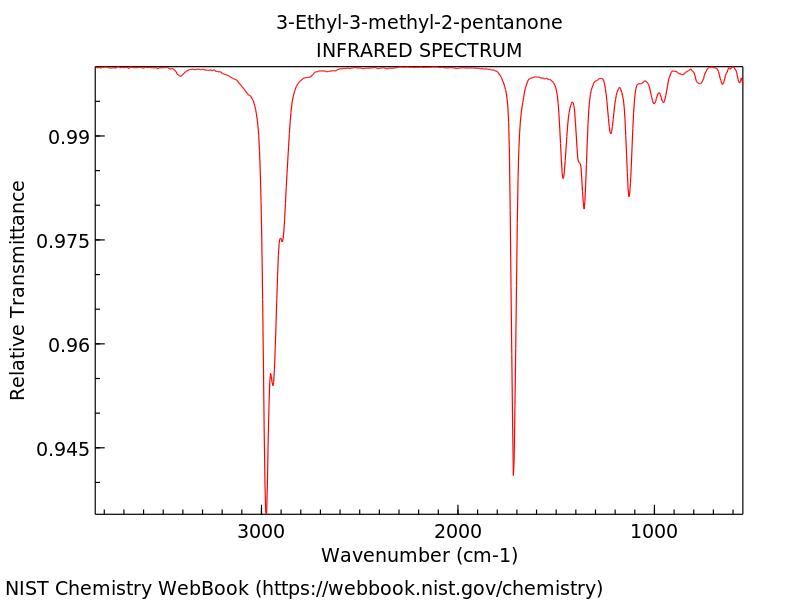 3-Ethyl-3-methyl-2-pentanone
INFRARED SPECTRUM
0.99
0.975
0.96
0.945
Relative Transmittance
3000 2000 1000
Wavenumber (cm-1)
NIST Chemistry WebBook (https://webbook.nist.gov/chemistry)